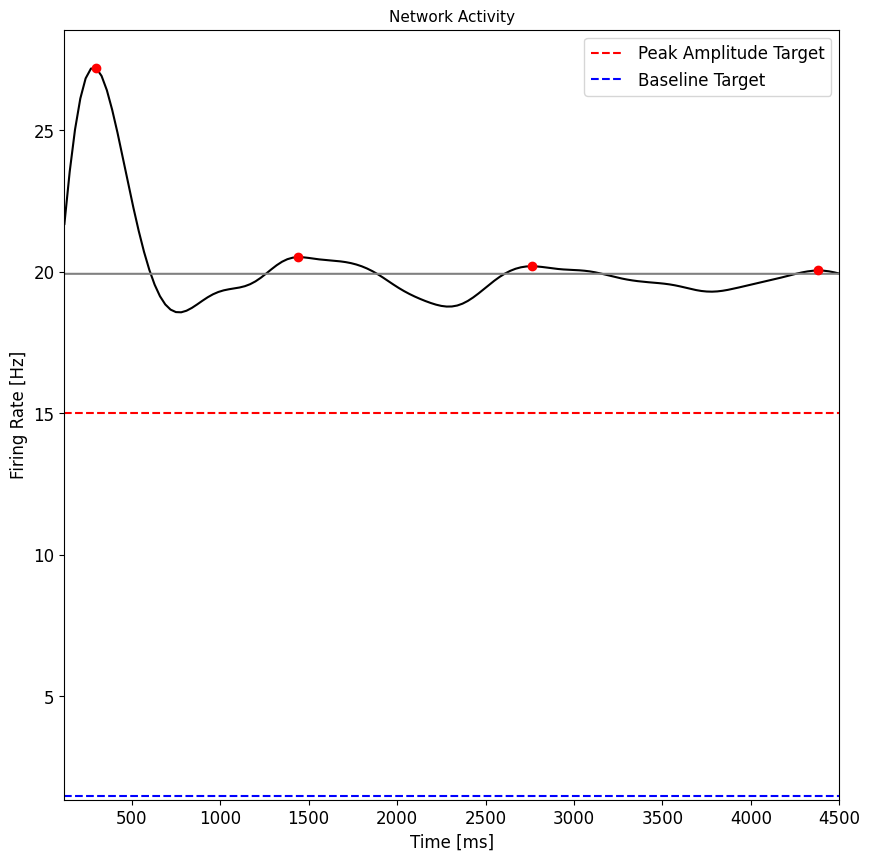 Network Activity
Peak Amplitude Target
Baseline Target
Firing Rate [Hz]
25
20
15
10
5
500 1000 1500 2000 2500 3000 3500 4000 4500
Time [ms]